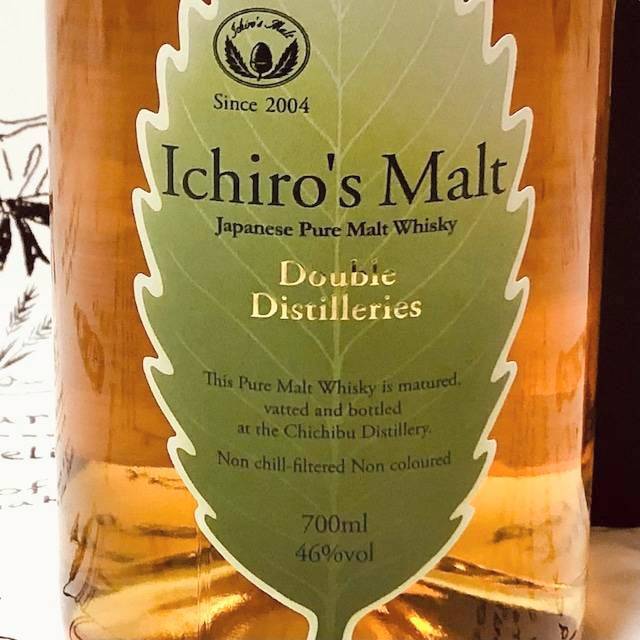 Ichiro's Malt
Since 2004
Ichiro's Malt
Japanese Pure Malt Whisky
Double
Distilleries
This Pure Malt Whisky is matured,
vatted and bottled
at the Chichibu Distillery.
Non chill-filtered Non coloured
700ml
46%vol